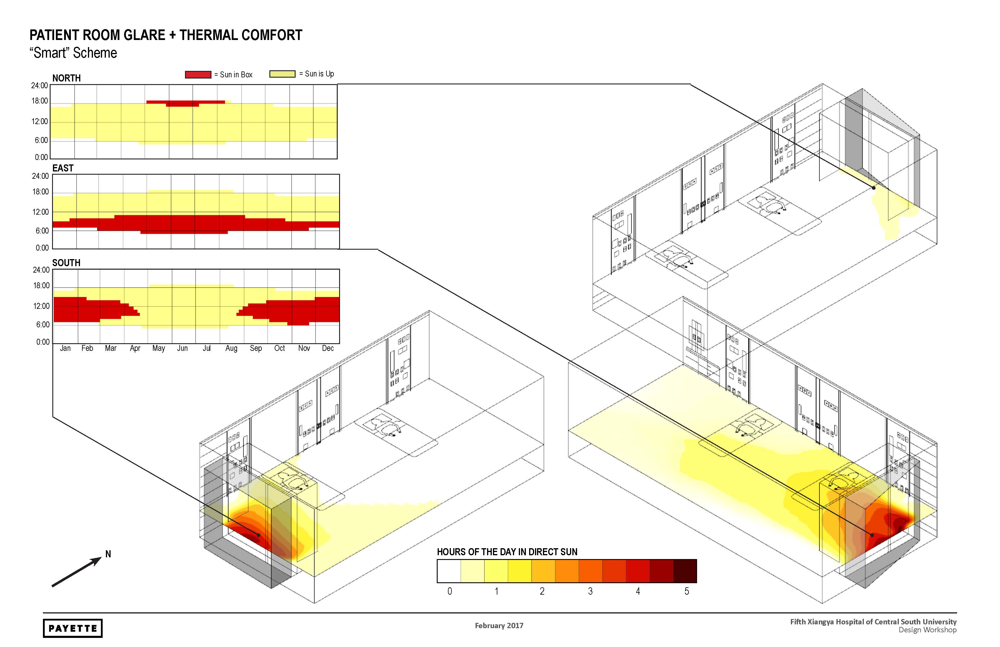 PATIENT ROOM GLARE + THERMAL COMFORT
“Smart” Scheme
= Sun in Box
= Sun is Up
NORTH
24:00
18:00
12:00
6:00
0:00
EAST
24:00
18:00
12:00
6:00
0:00
SOUTH
24:00
18:00
12:00
6:00
0:00
Jan Feb Mar Apr May Jun Jul Aug Sep Oct Nov Dec
N
HOURS OF THE DAY IN DIRECT SUN
0 1 2 3 4 5
PAYETTE
February 2017
Fifth Xiangya Hospital of Central South University
Design Workshop